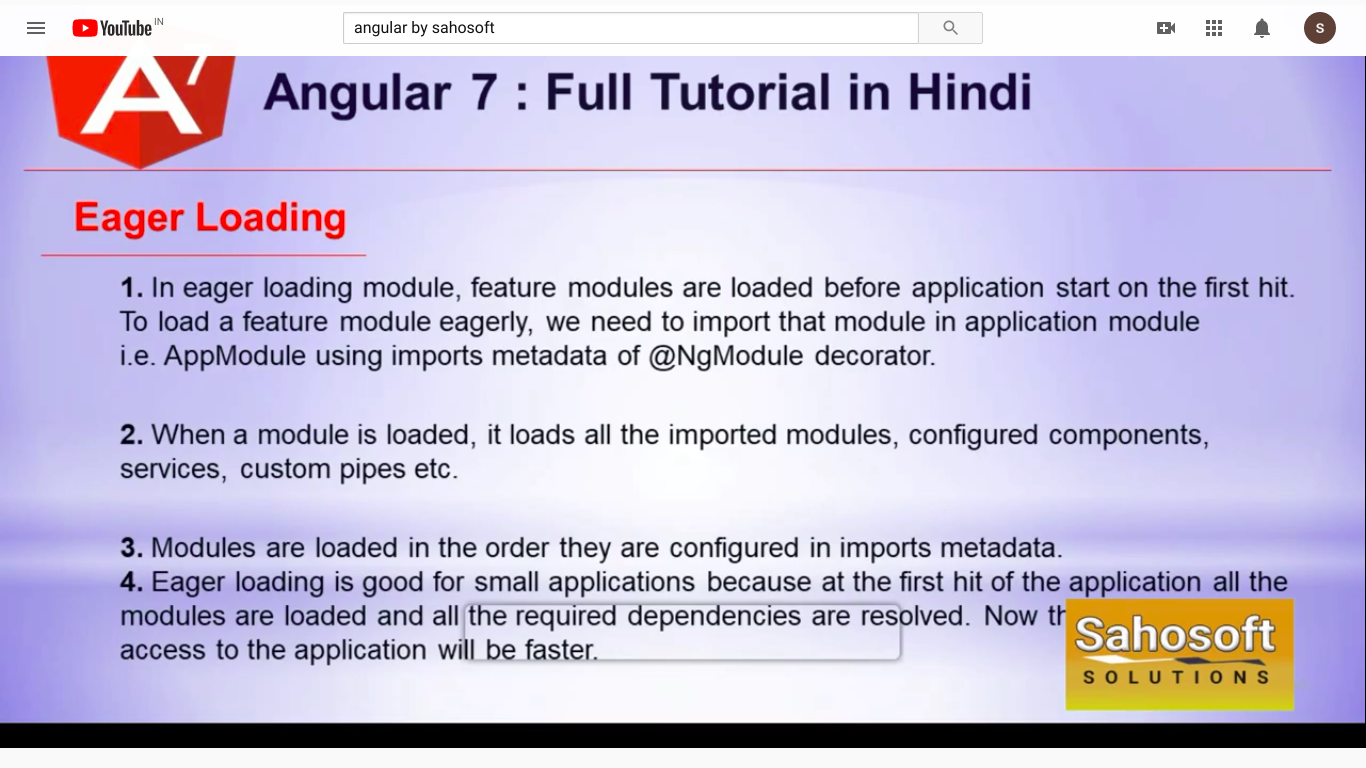 YouTube IN
angular by sahosoft
S
Angular 7 : Full Tutorial in Hindi
Eager Loading
1. In eager loading module, feature modules are loaded before application start on the first hit.
To load a feature module eagerly, we need to import that module in application module
i.e. AppModule using imports metadata of @NgModule decorator.
2. When a module is loaded, it loads all the imported modules, configured components,
services, custom pipes etc.
3. Modules are loaded in the order they are configured in imports metadata.
4. Eager loading is good for small applications because at the first hit of the application all the
modules are loaded and all the required dependencies are resolved. Now
access to the application will be faster.
Sahosoft
SOLUTIONS